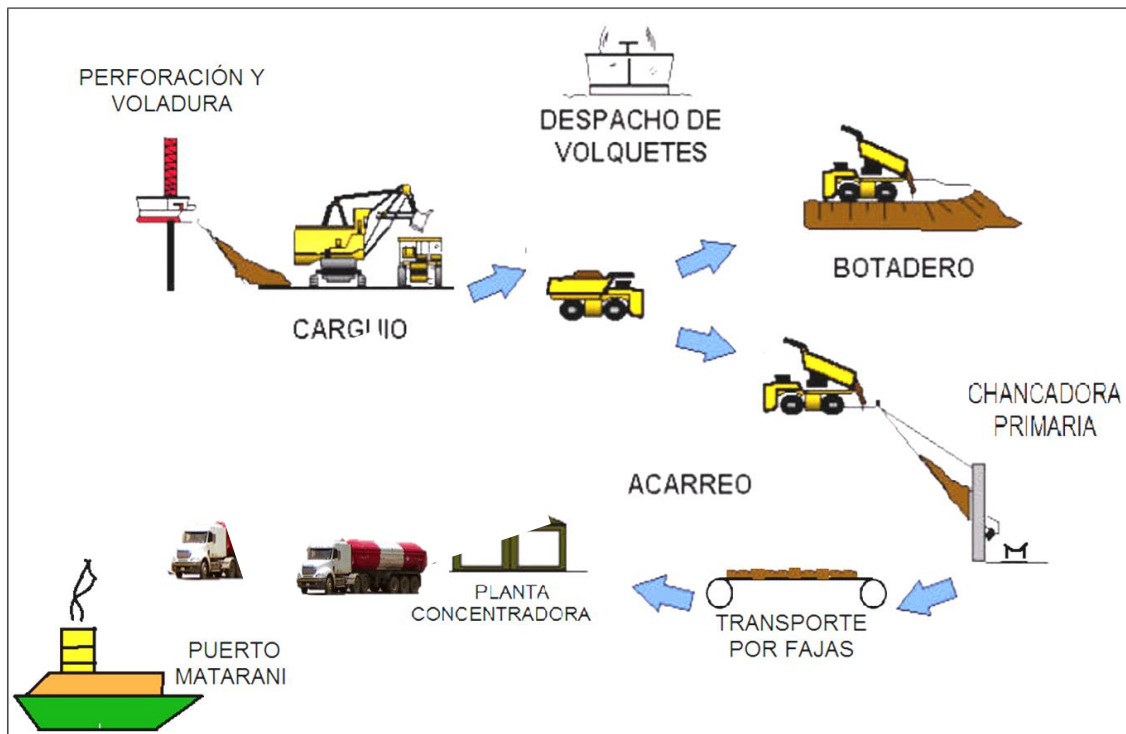 PERFORACIÓN Y
VOLADURA
DESPACHO DE
VOLQUETES
CARGUIO
BOTADERO
CHANCADORA
PRIMARIA
ACARREO
PLANTA
CONCENTRADORA
TRANSPORTE
POR FAJAS
PUERTO
MATARANI